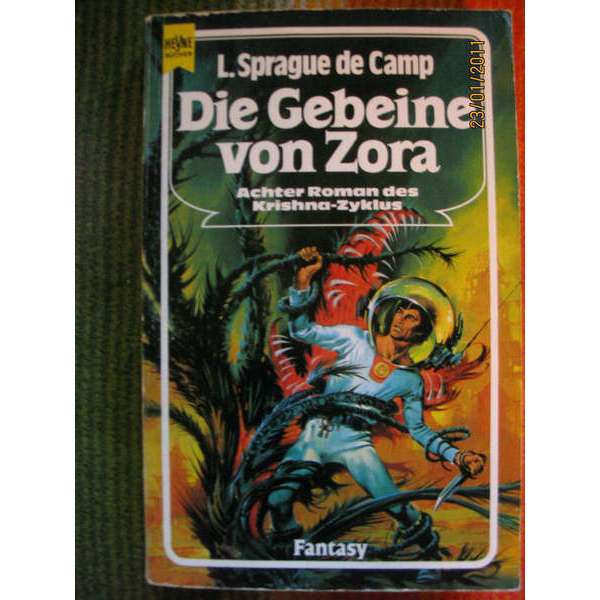 HEYNE
BÜCHER
L. Sprague de Camp
Die Gebeine
von Zora
Achter Roman des
Krishna-Zyklus
Fantasy
23/01/2011